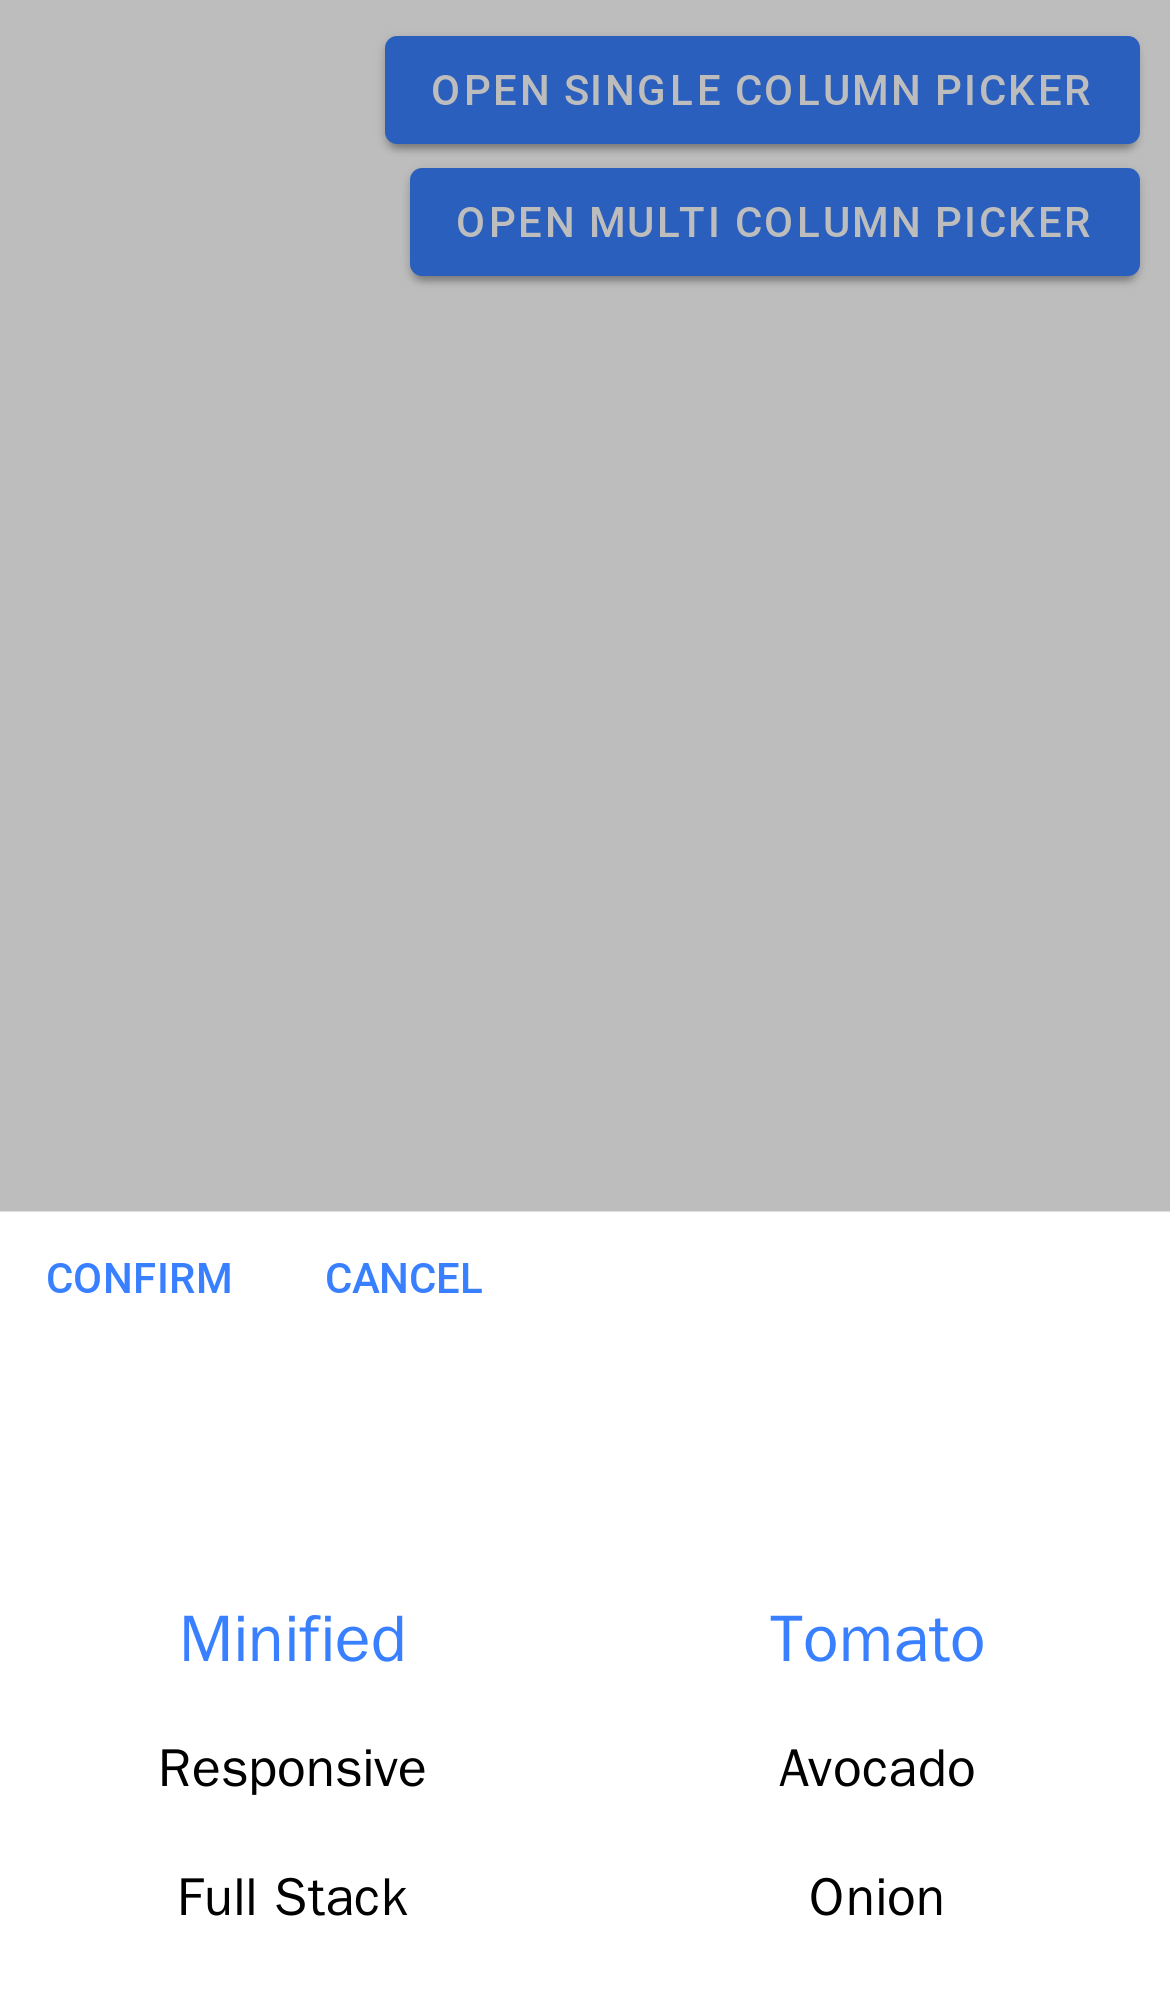 OPEN SINGLE COLUMN PICKER
OPEN MULTI COLUMN PICKER
CONFIRM CANCEL
Minified Tomato
Responsive Avocado
Full Stack Onion